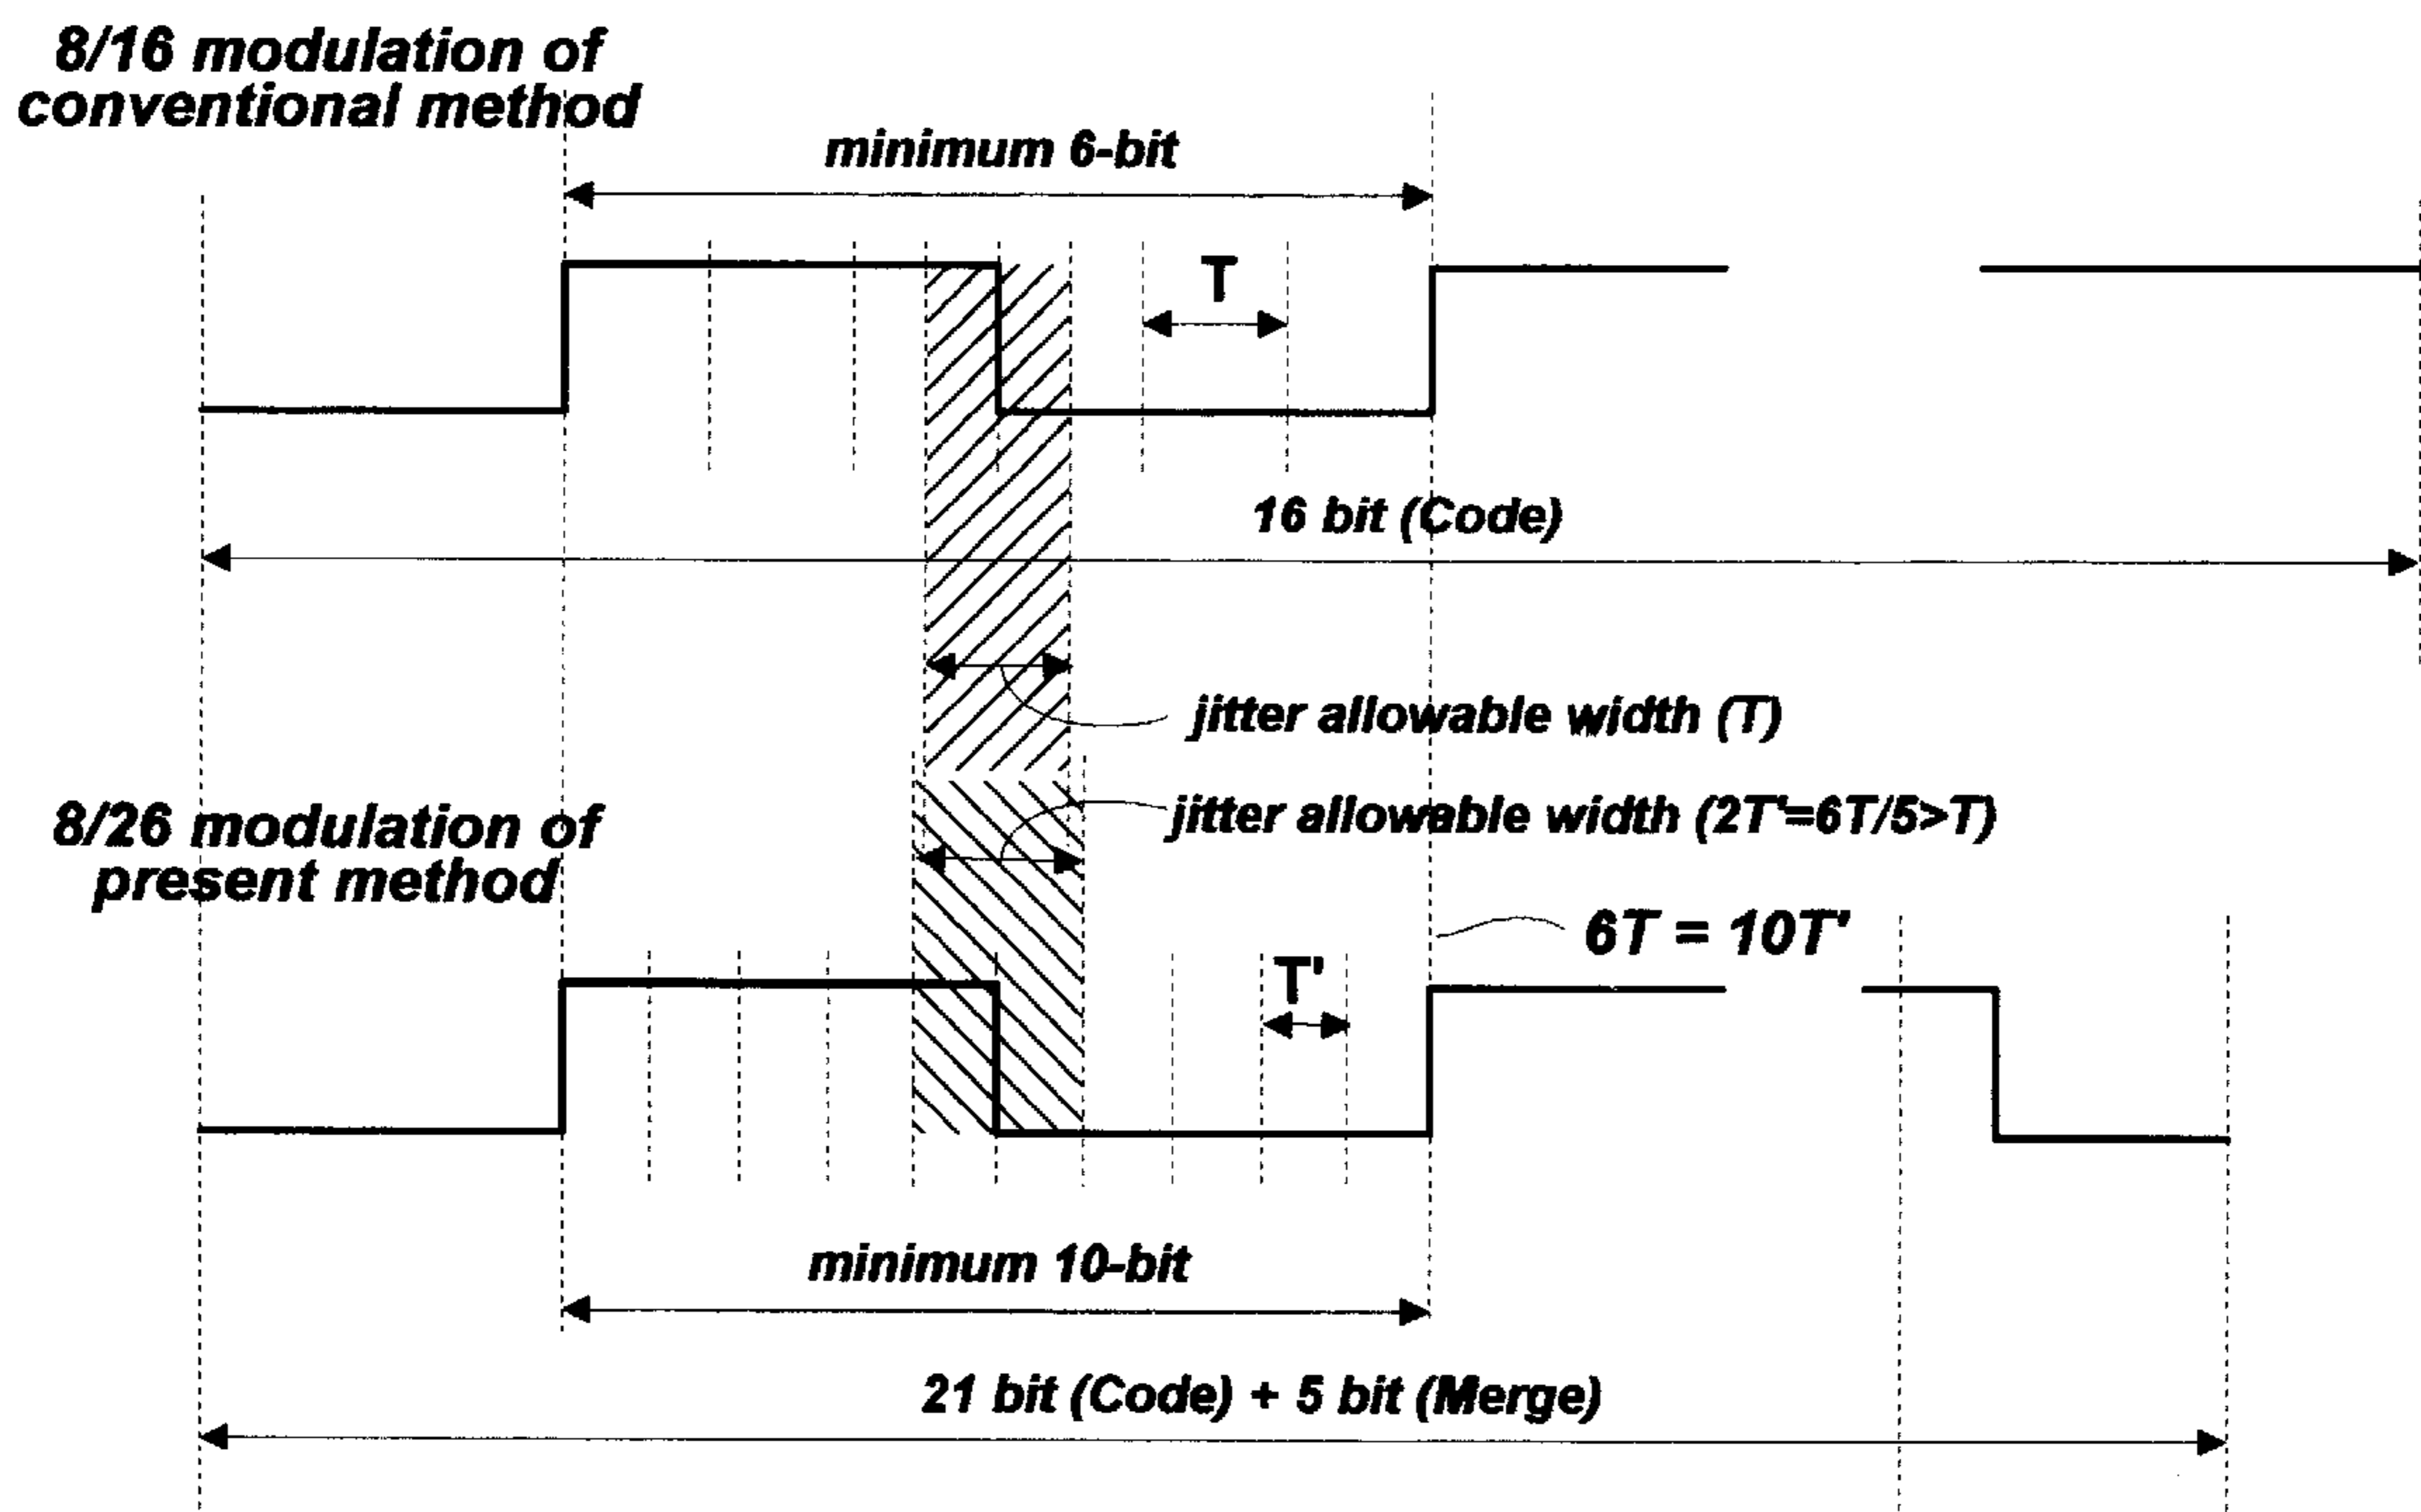 8/16 modulation of
conventional method
minimum 6-bit
T
16 bit (Code)
jitter allowable width (T)
jitter allowable width (2T'=6T/5>T)
8/26 modulation of
present method
6T = 10T'
T'
minimum 10-bit
21 bit (Code) + 5 bit (Merge)